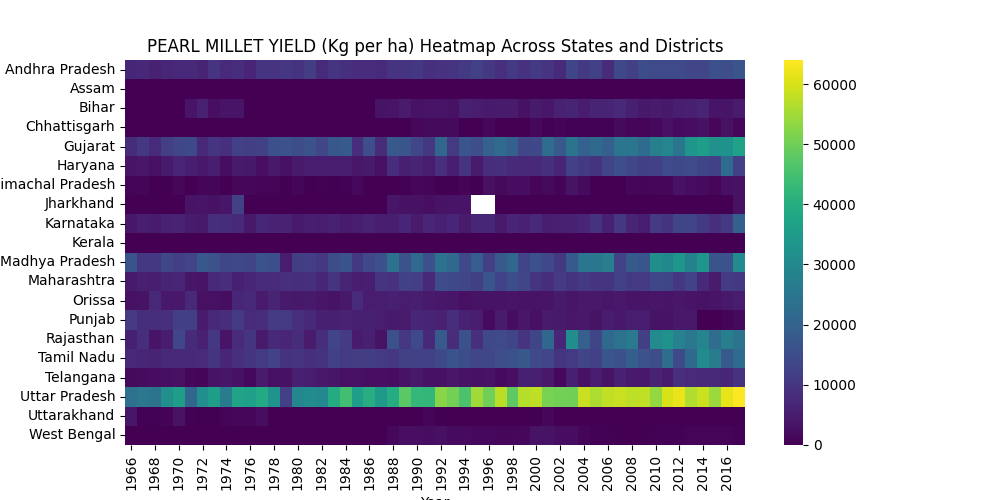 PEARL MILLET YIELD (Kg per ha) Heatmap Across States and Districts
Andhra Pradesh
Assam
Bihar
Chhattisgarh
Gujarat
Haryana
imachal Pradesh
Jharkhand
Karnataka
Kerala
Madhya Pradesh
Maharashtra
Orissa
Punjab
Rajasthan
Tamil Nadu
Telangana
Uttar Pradesh
Uttarakhand
West Bengal
1966 1968 1970 1972 1974 1976 1978 1980 1982 1984 1986 1988 1990 1992 1994 1996 1998 2000 2002 2004 2006 2008 2010 2012 2014 2016
Year
60000
50000
40000
30000
20000
10000
0